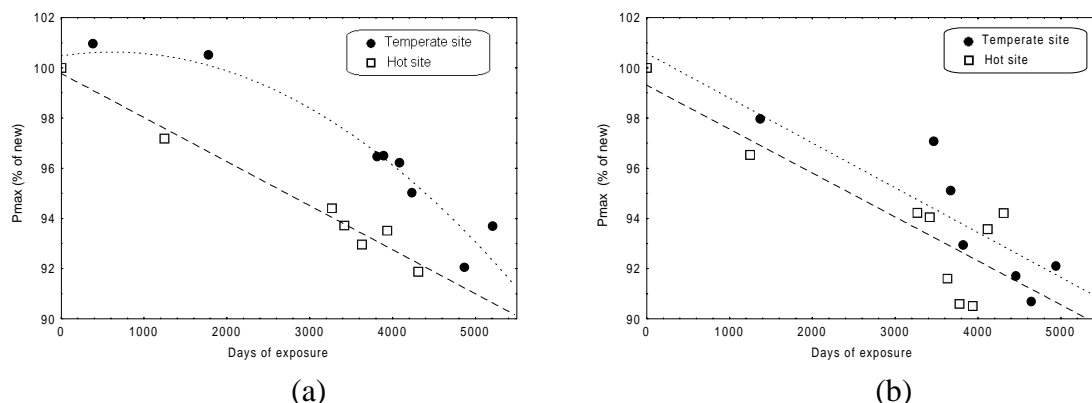 102
100
98
96
94
92
90
Pmax (% of new)
0 1000 2000 3000 4000 5000
Days of exposure
Temperate site
Hot site
(a)
102
100
98
96
94
92
90
Pmax (% of new)
0 1000 2000 3000 4000 5000
Days of exposure
Temperate site
Hot site
(b)